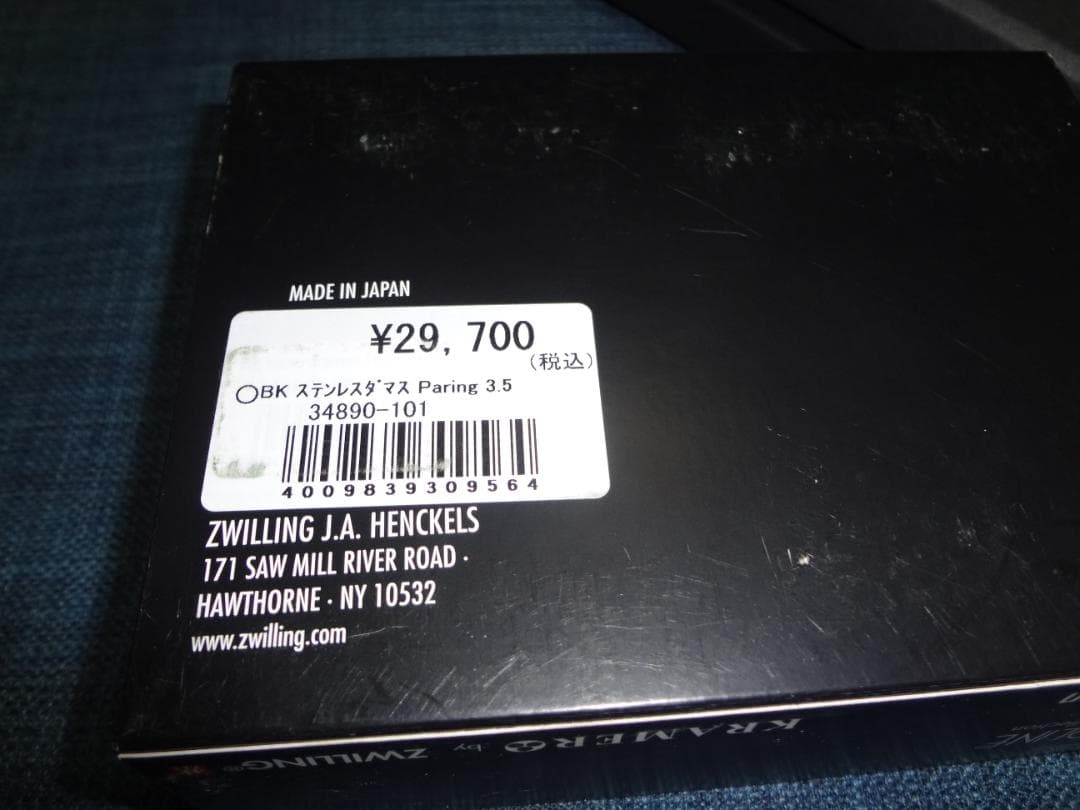 MADE IN JAPAN
¥29,700
(税込)
○BK ステンレスダマス Paring 3.5
34890-101
4009839309564
ZWILLING J.A. HENCKELS
171 SAW MILL RIVER ROAD ·
HAWTHORNE · NY 10532
www.zwilling.com
KRAMER by ZWILLING